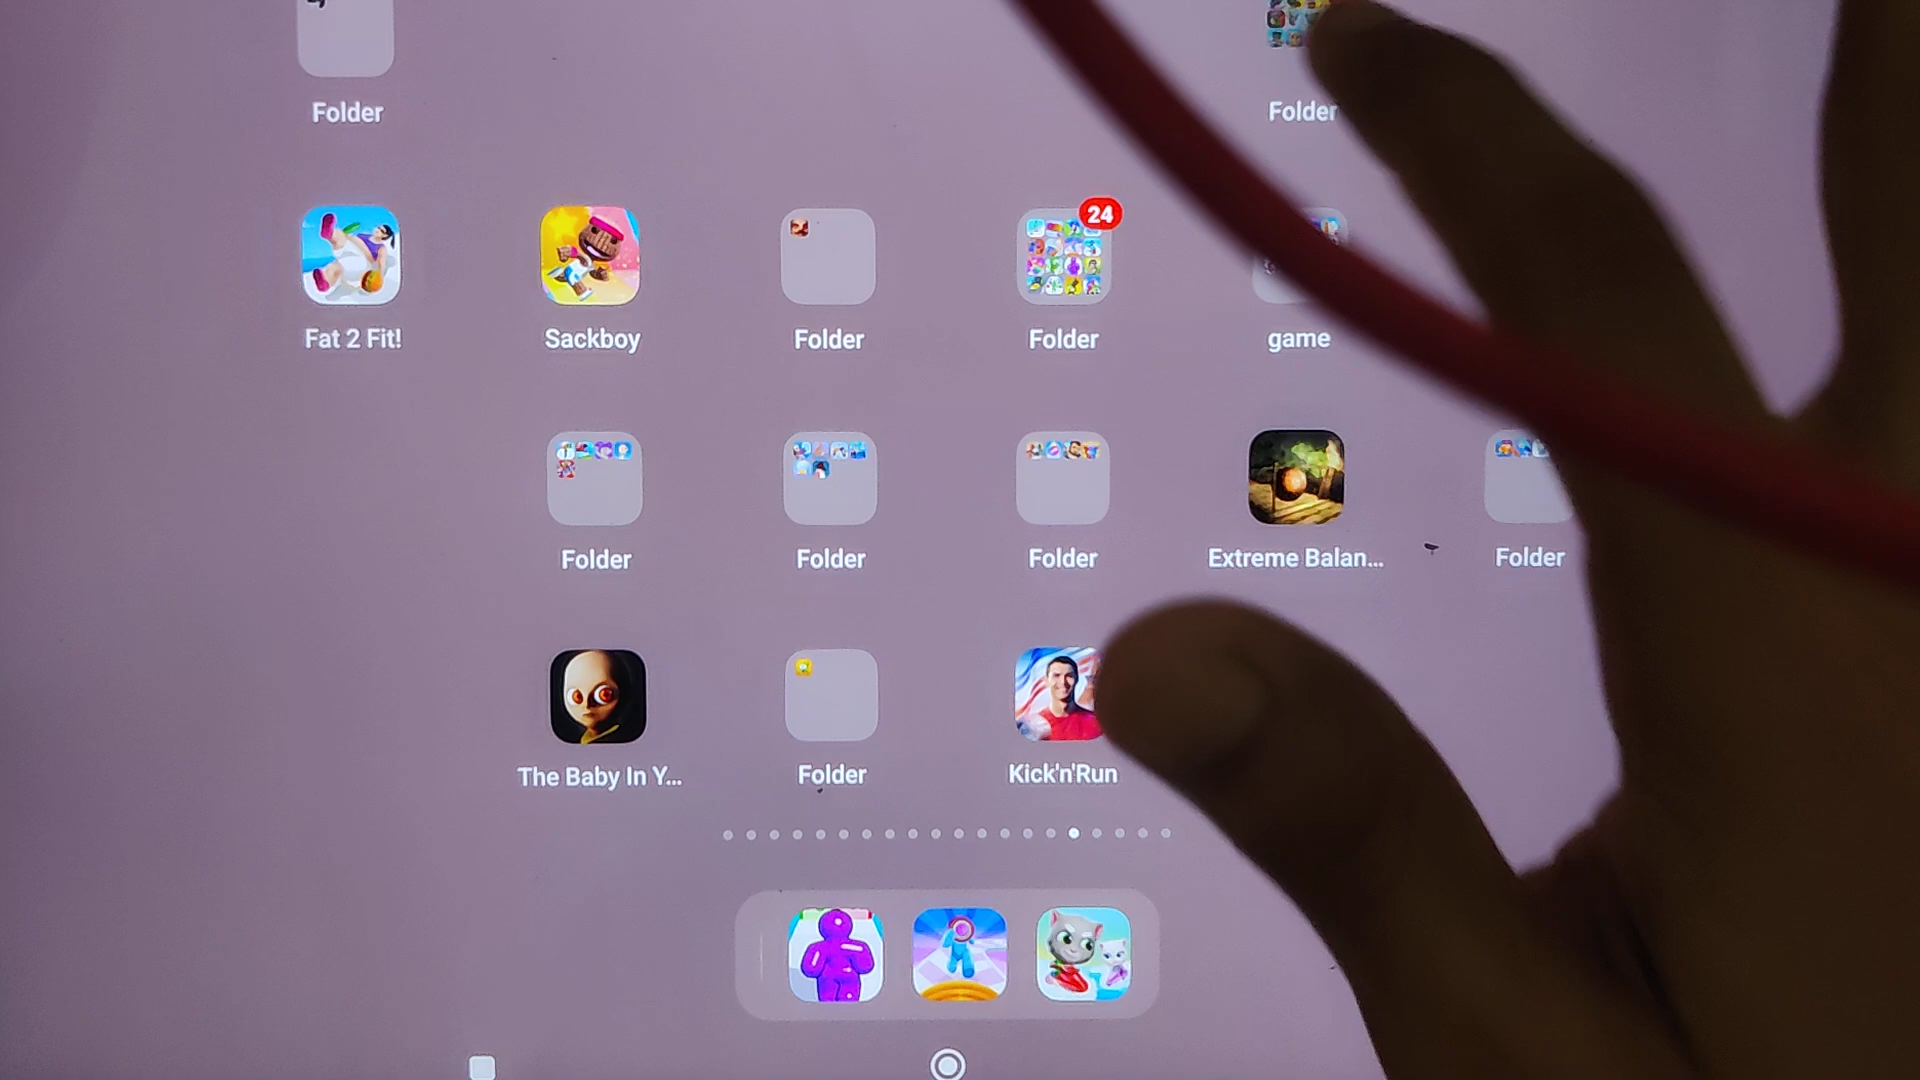 Folder
Folder
24
Fat 2 Fit!
Sackboy
Folder
Folder
game
Folder
Folder
Folder
Extreme Balan...
Folder
The Baby In Y...
Folder
Kick'n'Run